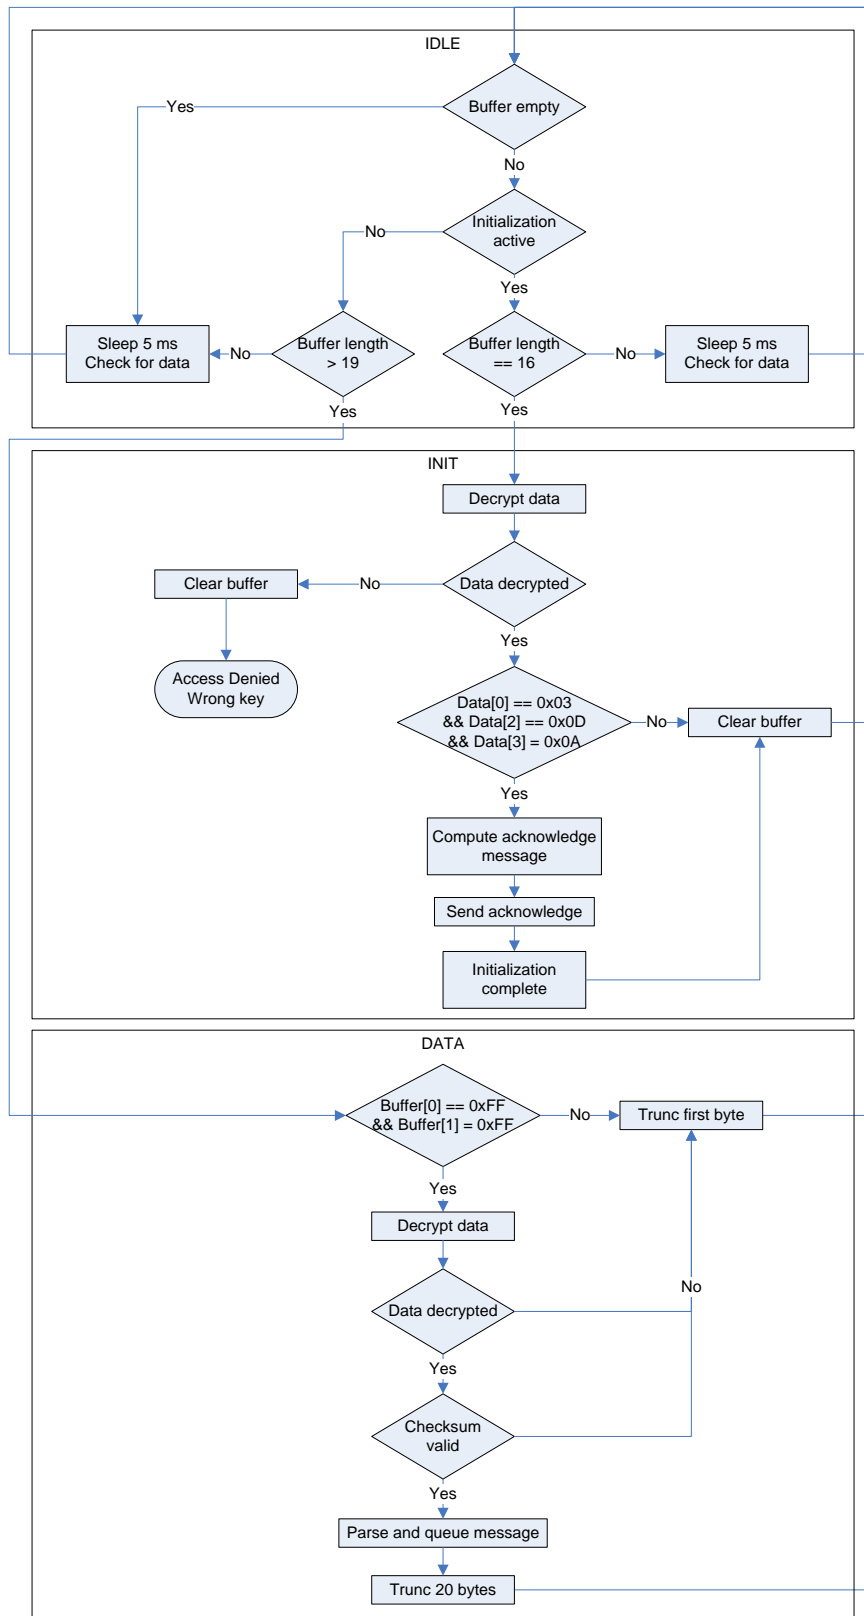 IDLE
Buffer empty
Yes
No
Initialization
active
No
Yes
Sleep 5 ms
Check for data
No
Buffer length
> 19
Buffer length
== 16
No
Sleep 5 ms
Check for data
Yes
Yes
INIT
Decrypt data
Data decrypted
No
Clear buffer
Yes
Access Denied
Wrong key
Data[0] == 0x03
&& Data[2] == 0x0D
&& Data[3] = 0x0A
No
Clear buffer
Yes
Compute acknowledge
message
Send acknowledge
Initialization
complete
DATA
Buffer[0] == 0xFF
&& Buffer[1] = 0xFF
No
Trunc first byte
Yes
Decrypt data
Data decrypted
No
Yes
Checksum
valid
Yes
Parse and queue message
Trunc 20 bytes